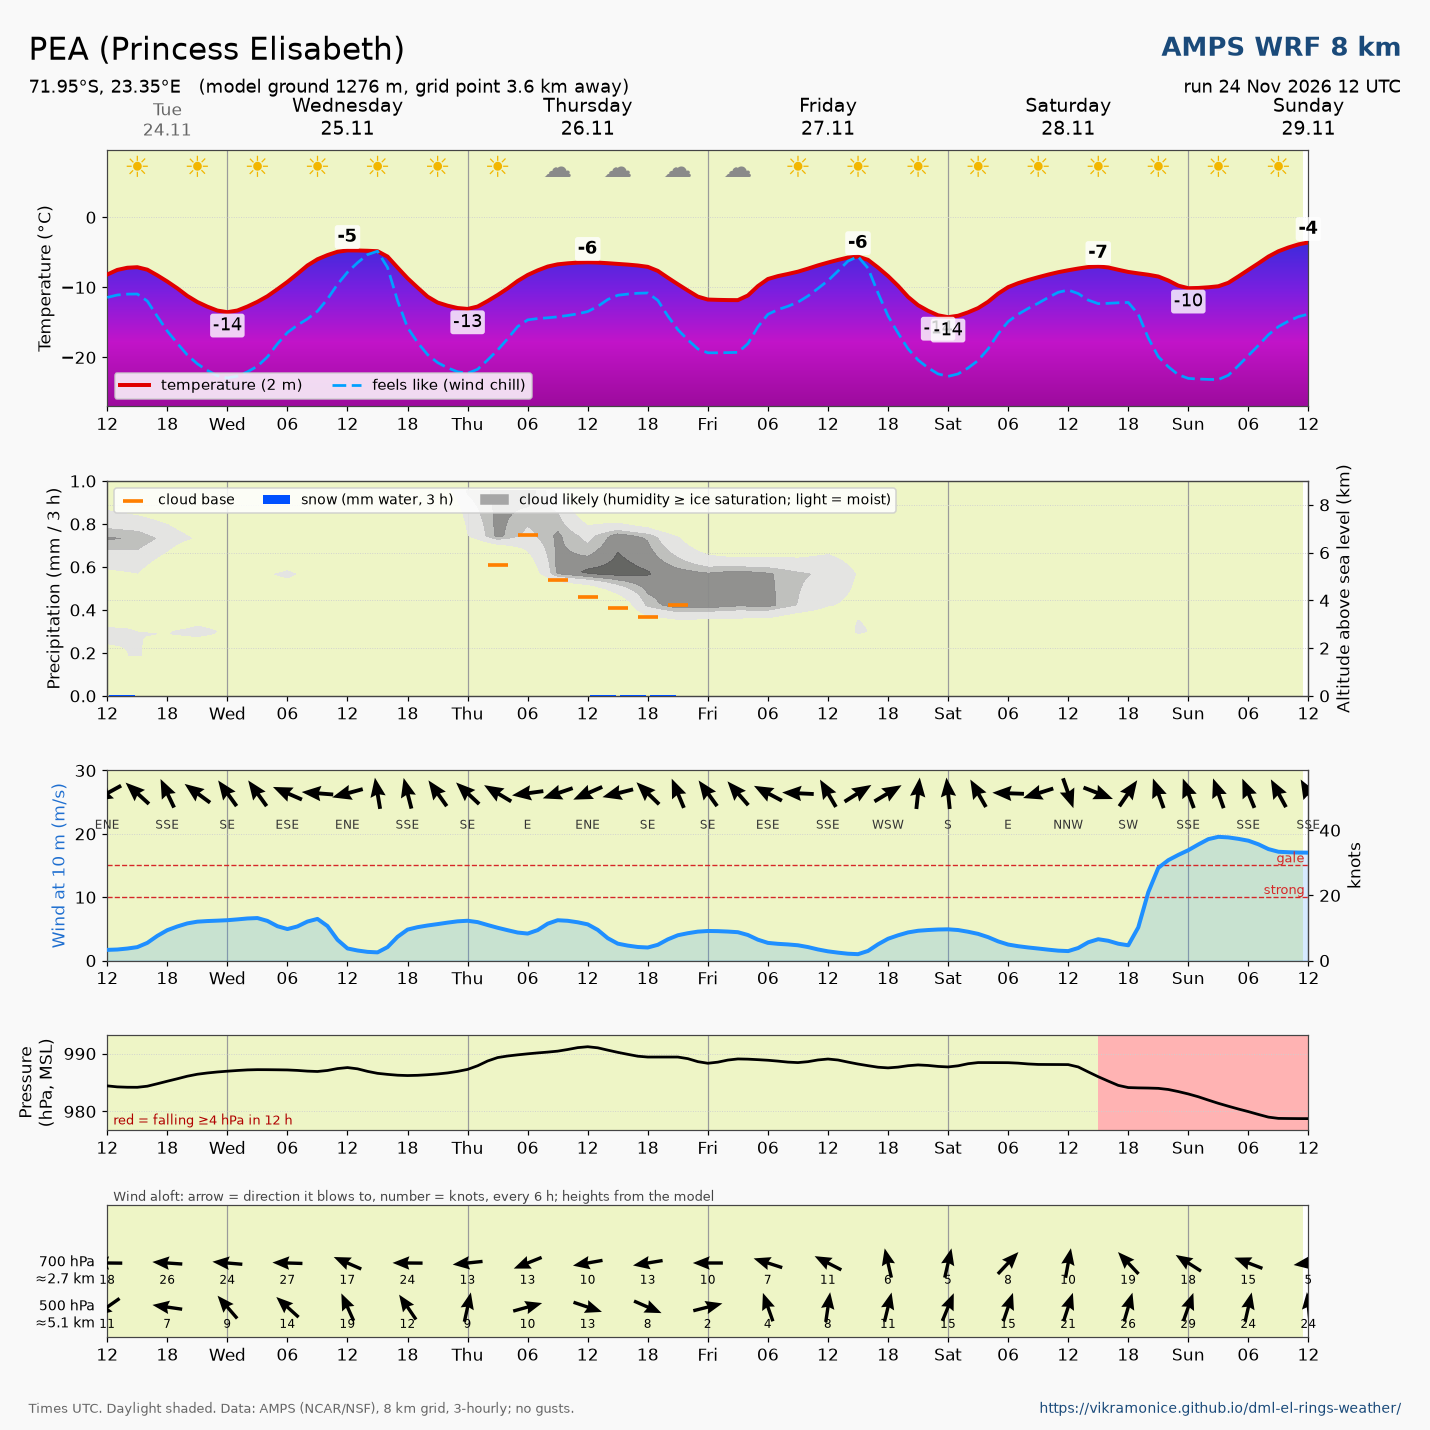 PEA (Princess Elisabeth)
AMPS WRF 8 km
71.95°S, 23.35°E (model ground 1276 m, grid point 3.6 km away)
run 24 Nov 2026 12 UTC
Tue Wednesday Thursday Friday Saturday Sunday
24.11 25.11 26.11 27.11 28.11 29.11
Temperature (°C)
0
−10
−20
-14 -5 -13 -6 -6 -14 -7 -10 -4
temperature (2 m) feels like (wind chill)
12 18 Wed 06 12 18 Thu 06 12 18 Fri 06 12 18 Sat 06 12 18 Sun 06 12
Precipitation (mm / 3 h)
1.0
0.8
0.6
0.4
0.2
0.0
cloud base snow (mm water, 3 h) cloud likely (humidity ≥ ice saturation; light = moist)
8
6
4
2
0
Altitude above sea level (km)
12 18 Wed 06 12 18 Thu 06 12 18 Fri 06 12 18 Sat 06 12 18 Sun 06 12
Wind at 10 m (m/s)
30
20
10
0
ENE SSE SE ESE ENE SSE SE E ENE SE SE ESE SSE WSW S E NNW SW SSE SSE SSE
gale
strong
40
20
0
knots
12 18 Wed 06 12 18 Thu 06 12 18 Fri 06 12 18 Sat 06 12 18 Sun 06 12
Pressure
(hPa, MSL)
990
980
red = falling ≥4 hPa in 12 h
12 18 Wed 06 12 18 Thu 06 12 18 Fri 06 12 18 Sat 06 12 18 Sun 06 12
Wind aloft: arrow = direction it blows to, number = knots, every 6 h; heights from the model
700 hPa
≈2.7 km 18 26 24 27 17 24 13 13 10 13 10 7 11 6 5 8 10 19 18 15 5
500 hPa
≈5.1 km 11 7 9 14 19 12 9 10 13 8 2 4 8 11 15 15 21 26 29 24 24
12 18 Wed 06 12 18 Thu 06 12 18 Fri 06 12 18 Sat 06 12 18 Sun 06 12
Times UTC. Daylight shaded. Data: AMPS (NCAR/NSF), 8 km grid, 3-hourly; no gusts.
https://vikramonice.github.io/dml-el-rings-weather/